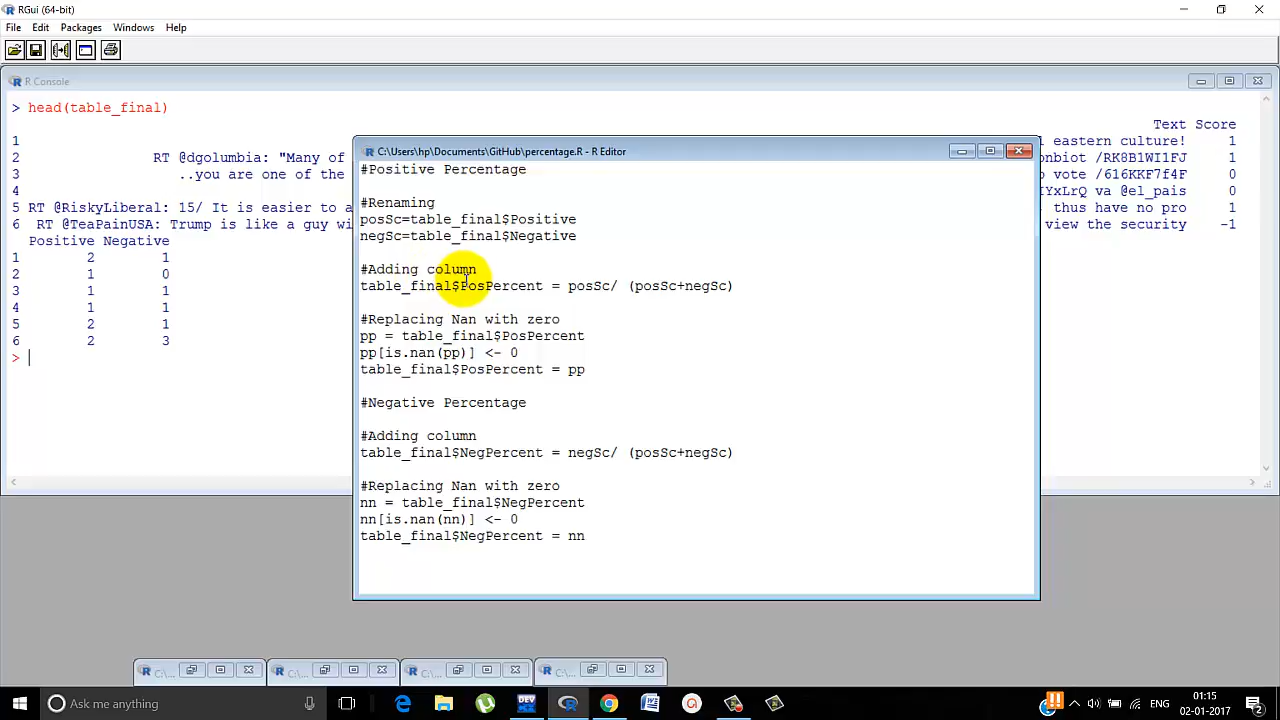 RGui (64-bit)
File Edit Packages Windows Help
R Console
> head(table_final)
Text Score
1 l eastern culture! 1
2 RT @dgolumbia: "Many of onbiot /RK8B1WI1FJ 1
3 ..you are one of the o vote /616KKF7f4F 0
4 IYxLrQ va @el_pais 0
5 RT @RiskyLiberal: 15/ It is easier to a thus have no pro 1
6 RT @TeaPainUSA: Trump is like a guy wi view the security -1
Positive Negative
1 2 1
2 1 0
3 1 1
4 1 1
5 2 1
6 2 3
>
C:\Users\hp\Documents\GitHub\percentage.R - R Editor
#Positive Percentage
#Renaming
posSc=table_final$Positive
negSc=table_final$Negative
#Adding column
table_final$PosPercent = posSc/ (posSc+negSc)
#Replacing Nan with zero
pp = table_final$PosPercent
pp[is.nan(pp)] <- 0
table_final$PosPercent = pp
#Negative Percentage
#Adding column
table_final$NegPercent = negSc/ (posSc+negSc)
#Replacing Nan with zero
nn = table_final$NegPercent
nn[is.nan(nn)] <- 0
table_final$NegPercent = nn
C:\... C:\... C:\... C:\...
Ask me anything
ENG
01:15
02-01-2017